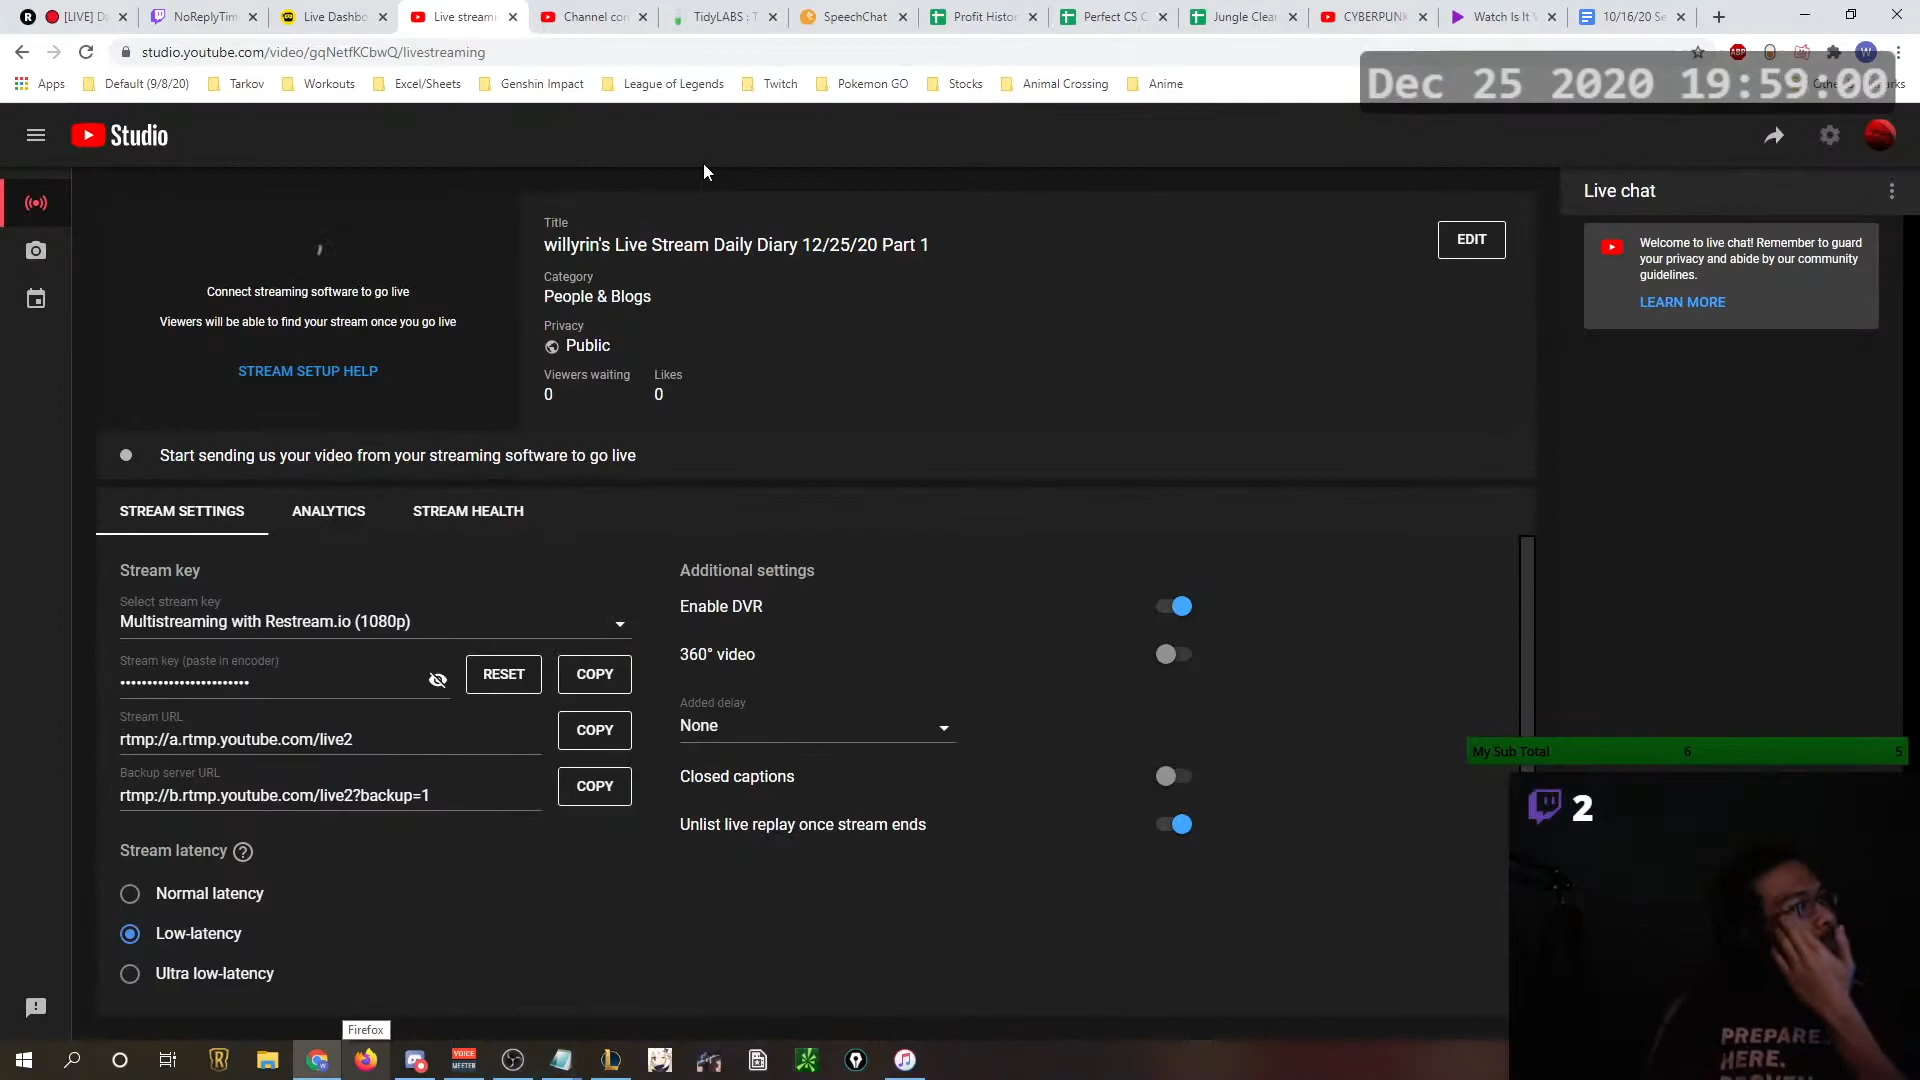 [LIVE] D
NoReplyTim
Live Dashbo
Live streami
Channel con
TidyLABS : T
SpeechChat
Profit Histor
Perfect CS C
Jungle Clear
CYBERPUNK
Watch Is It
10/16/20 Se
studio.youtube.com/video/gqNetfKCbwQ/livestreaming
Apps
Default (9/8/20)
Tarkov
Workouts
Excel/Sheets
Genshin Impact
League of Legends
Twitch
Pokemon GO
Stocks
Animal Crossing
Anime
Dec 25 2020 19:59:00
Studio
Connect streaming software to go live
Viewers will be able to find your stream once you go live
STREAM SETUP HELP
Title
willyrin's Live Stream Daily Diary 12/25/20 Part 1
EDIT
Category
People & Blogs
Privacy
Public
Viewers waiting Likes
0 0
Live chat
Welcome to live chat! Remember to guard
your privacy and abide by our community
guidelines.
LEARN MORE
Start sending us your video from your streaming software to go live
STREAM SETTINGS ANALYTICS STREAM HEALTH
Stream key
Select stream key
Multistreaming with Restream.io (1080p)
Stream key (paste in encoder)
RESET COPY
Stream URL
rtmp://a.rtmp.youtube.com/live2
COPY
Backup server URL
rtmp://b.rtmp.youtube.com/live2?backup=1
COPY
Stream latency
Normal latency
Low-latency
Ultra low-latency
Additional settings
Enable DVR
360° video
Added delay
None
Closed captions
Unlist live replay once stream ends
My Sub Total 6 5
2
PREPARE
HERE.
Firefox
VOICE
MEETER